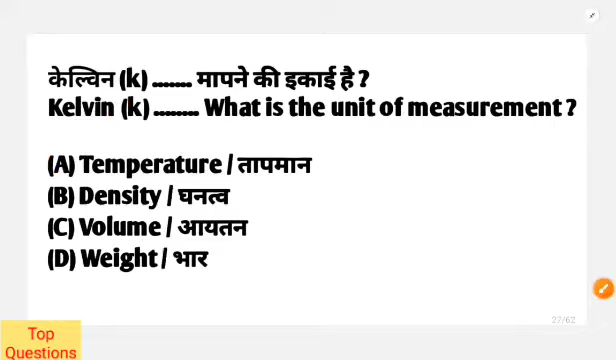 केल्विन (k) ....... मापने की इकाई है ?
Kelvin (k) ........ What is the unit of measurement ?
(A) Temperature / तापमान
(B) Density / घनत्व
(C) Volume / आयतन
(D) Weight / भार
27/62
Top
Questions